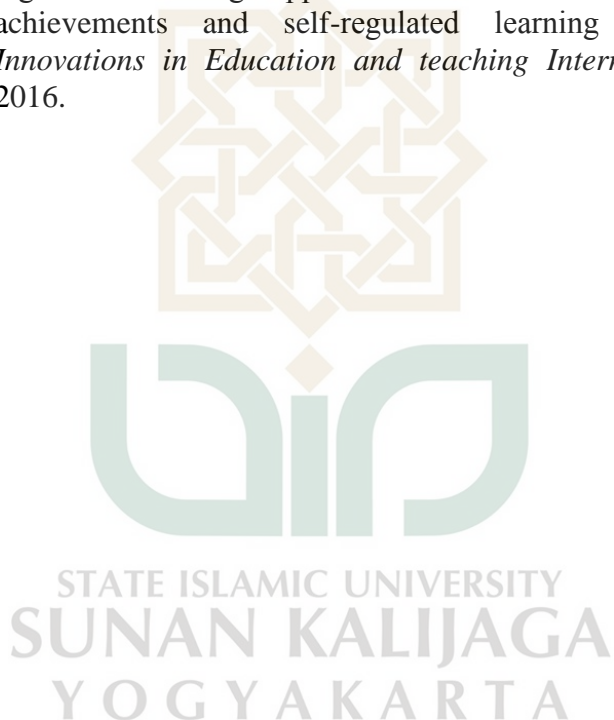 achievements and self-regulated learning
Innovations in Education and teaching Intern
2016.
STATE ISLAMIC UNIVERSITY
SUNAN KALIJAGA
YOGYAKARTA